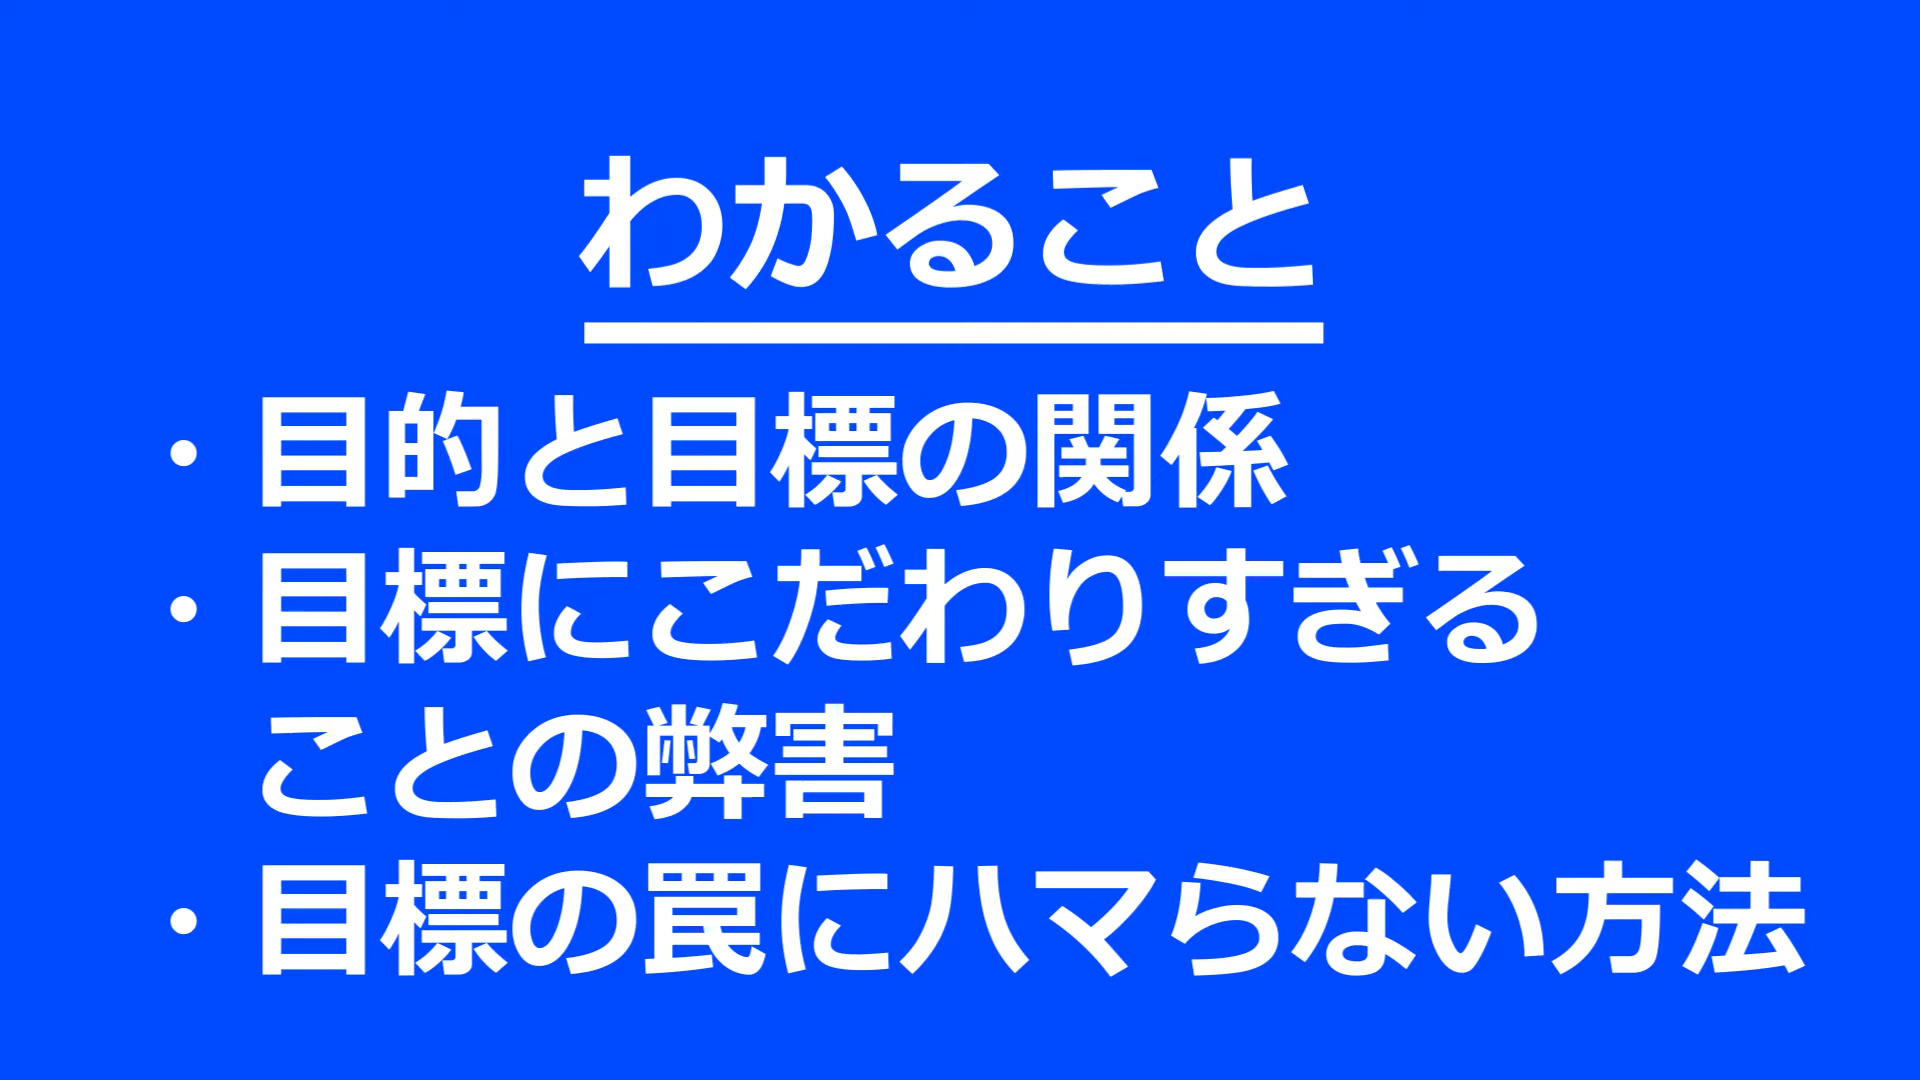 わかること
・目的と目標の関係
・目標にこだわりすぎる
ことの弊害
・目標の罠にハマらない方法